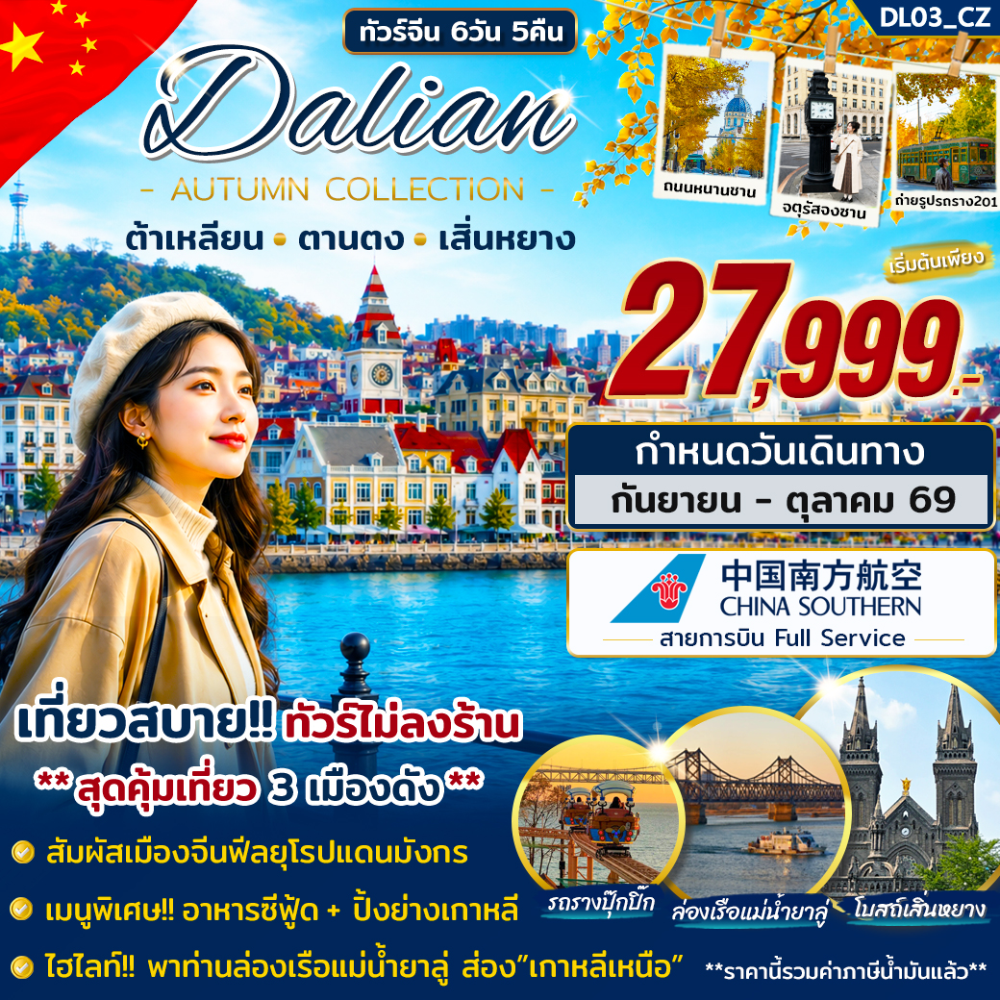 DL03_CZ
ทัวร์จีน 6วัน 5คืน
Dalian
- AUTUMN COLLECTION -
ต้าเหลียน • ตานตง • เสิ่นหยาง
ถนนหนานซาน
จตุรัสจงซาน
ถ่ายรูปรถราง201
เริ่มต้นเพียง
27,999.-
กำหนดวันเดินทาง
กันยายน - ตุลาคม 69
中国南方航空
CHINA SOUTHERN
สายการบิน Full Service
เที่ยวสบาย!! ทัวร์ไม่ลงร้าน
**สุดคุ้มเที่ยว 3 เมืองดัง**
สัมผัสเมืองจีนฟีลยุโรปแดนมังกร
เมนูพิเศษ!! อาหารซีฟู้ด + ปิ้งย่างเกาหลี
ไฮไลท์!! พาท่านล่องเรือแม่น้ำยาลู่ ส่อง"เกาหลีเหนือ"
รถรางปุ๊กปิ๊ก
ล่องเรือแม่น้ำยาลู่
โบสถ์เสิ่นหยาง
**ราคานี้รวมค่าภาษีน้ำมันแล้ว**